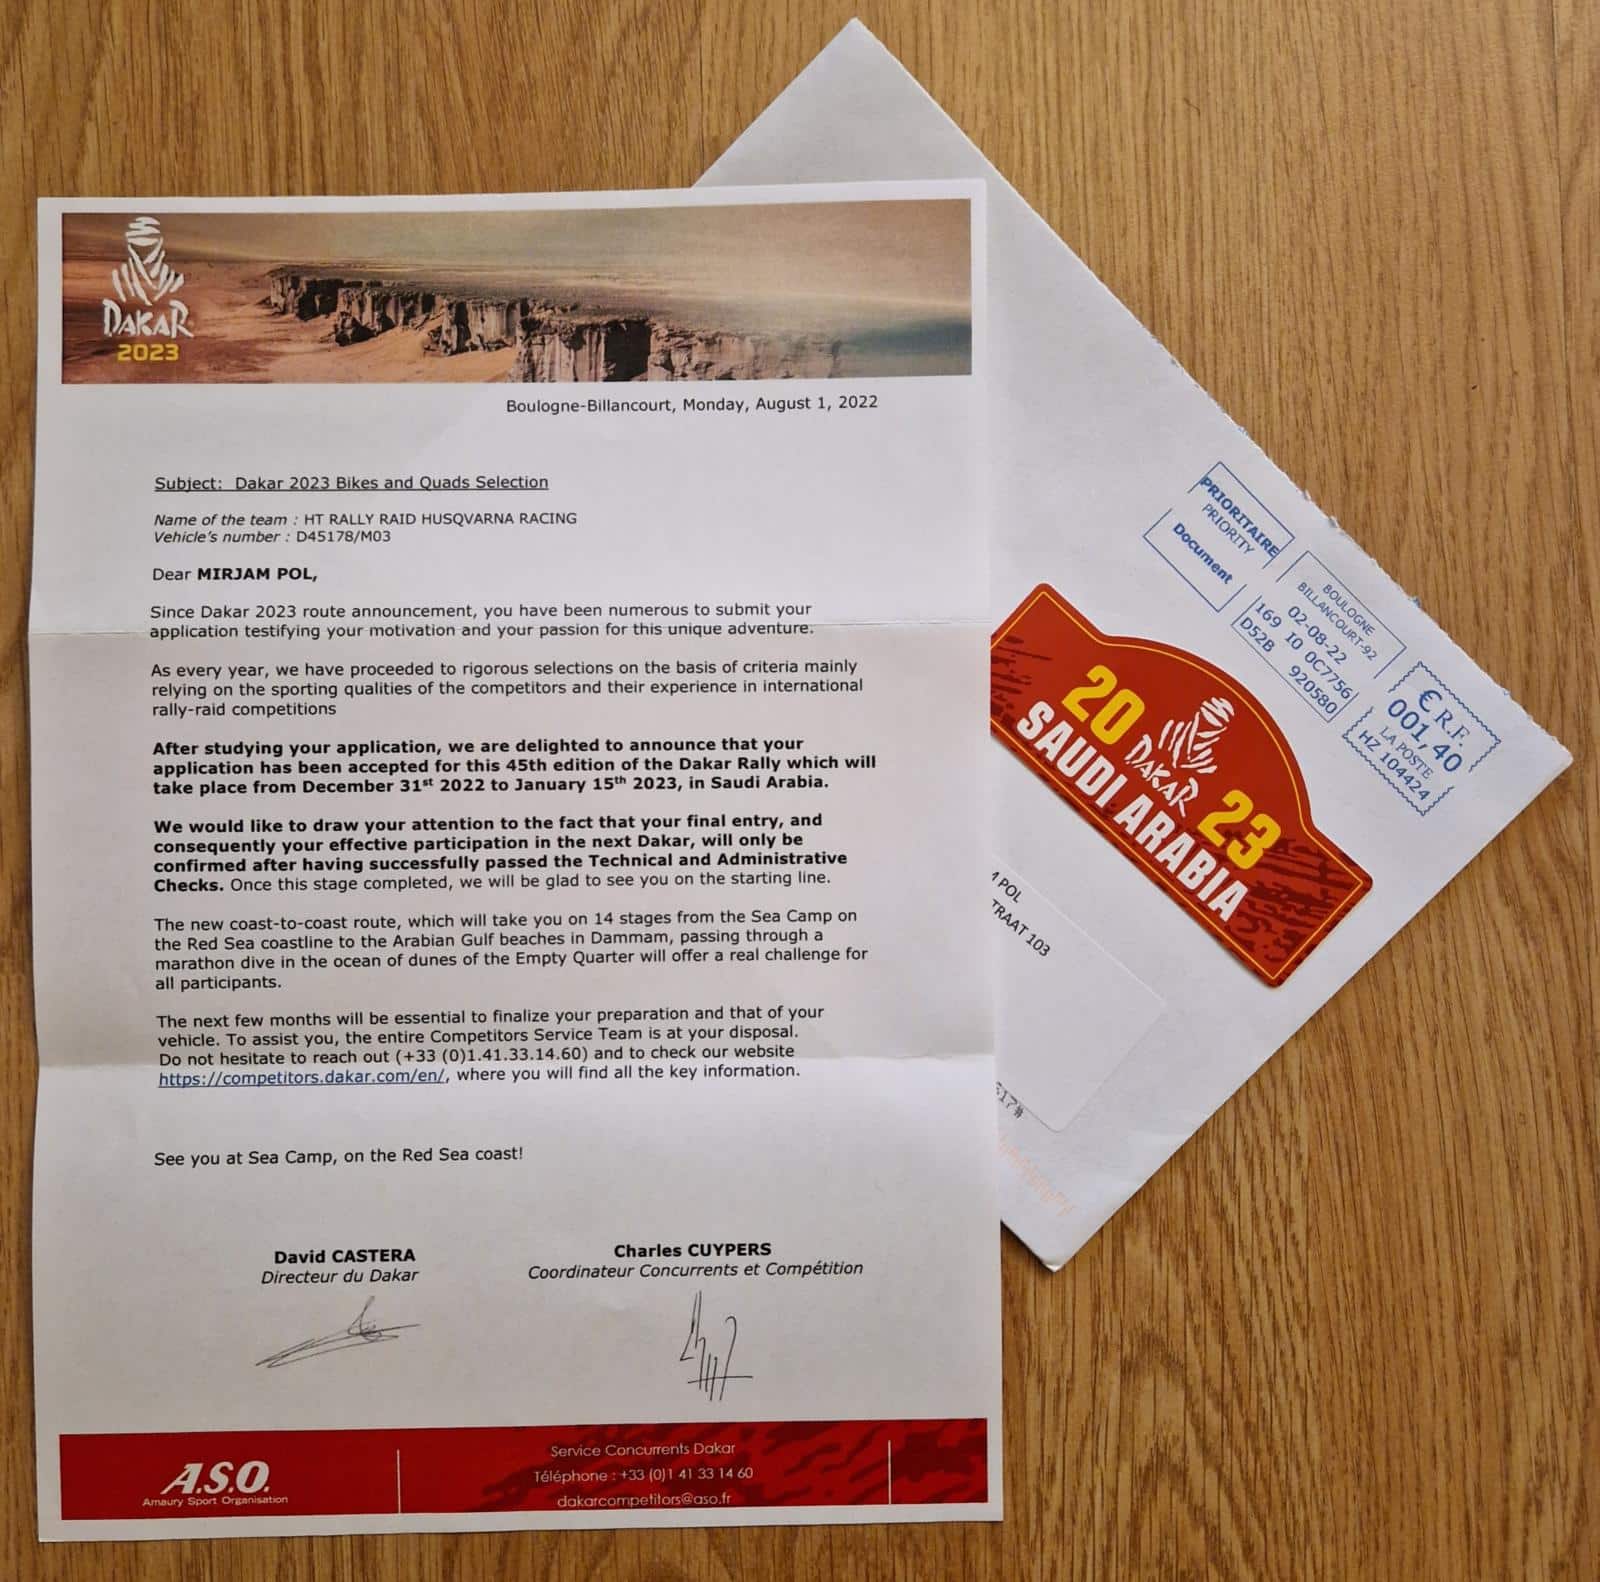 DAKAR
2023
Boulogne-Billancourt, Monday, August 1, 2022
Subject: Dakar 2023 Bikes and Quads Selection
Name of the team : HT RALLY RAID HUSQVARNA RACING
Vehicle's number : D45178/M03
Dear MIRJAM POL,
Since Dakar 2023 route announcement, you have been numerous to submit your
application testifying your motivation and your passion for this unique adventure.
As every year, we have proceeded to rigorous selections on the basis of criteria mainly
relying on the sporting qualities of the competitors and their experience in international
rally-raid competitions
After studying your application, we are delighted to announce that your
application has been accepted for this 45th edition of the Dakar Rally which will
take place from December 31st 2022 to January 15th 2023, in Saudi Arabia.
We would like to draw your attention to the fact that your final entry, and
consequently your effective participation in the next Dakar, will only be
confirmed after having successfully passed the Technical and Administrative
Checks. Once this stage completed, we will be glad to see you on the starting line.
The new coast-to-coast route, which will take you on 14 stages from the Sea Camp on
the Red Sea coastline to the Arabian Gulf beaches in Dammam, passing through a
marathon dive in the ocean of dunes of the Empty Quarter will offer a real challenge for
all participants.
The next few months will be essential to finalize your preparation and that of your
vehicle. To assist you, the entire Competitors Service Team is at your disposal.
Do not hesitate to reach out (+33 (0)1.41.33.14.60) and to check our website
https://competitors.dakar.com/en/, where you will find all the key information.
See you at Sea Camp, on the Red Sea coast!
David CASTERA
Directeur du Dakar
Charles CUYPERS
Coordinateur Concurrents et Compétition
A.S.O.
Amaury Sport Organisation
Service Concurrents Dakar
Téléphone : +33 (0)1 41 33 14 60
dakarcompetitors@aso.fr
PRIORITAIRE
PRIORITY
Document
BOULOGNE
BILLANCOURT-92
02-08-22
169 I0 0C7756
D52B 920580
€ R.F.
001,40
LA POSTE
HZ 104424
20 DAKAR 23
SAUDI ARABIA
POL
TRAAT 103